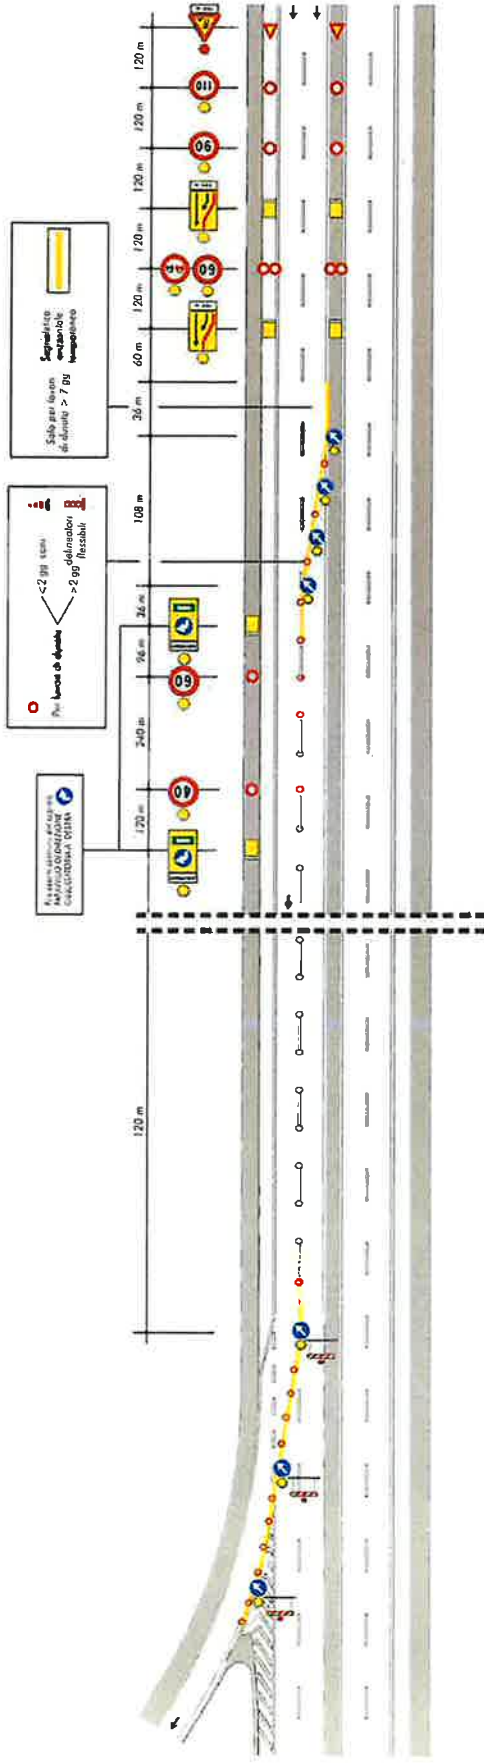 120 m
120 m
120 m
120 m
120 m
60 m
36 m
108 m
36 m
96 m
240 m
120 m
120 m
110
90
60
60
40
Solo per lavori
di durata > 7 gg
Segnaletica
orizzontale
temporanea
Per lavori di durata
<2 gg coni
>2 gg delineatori
flessibili